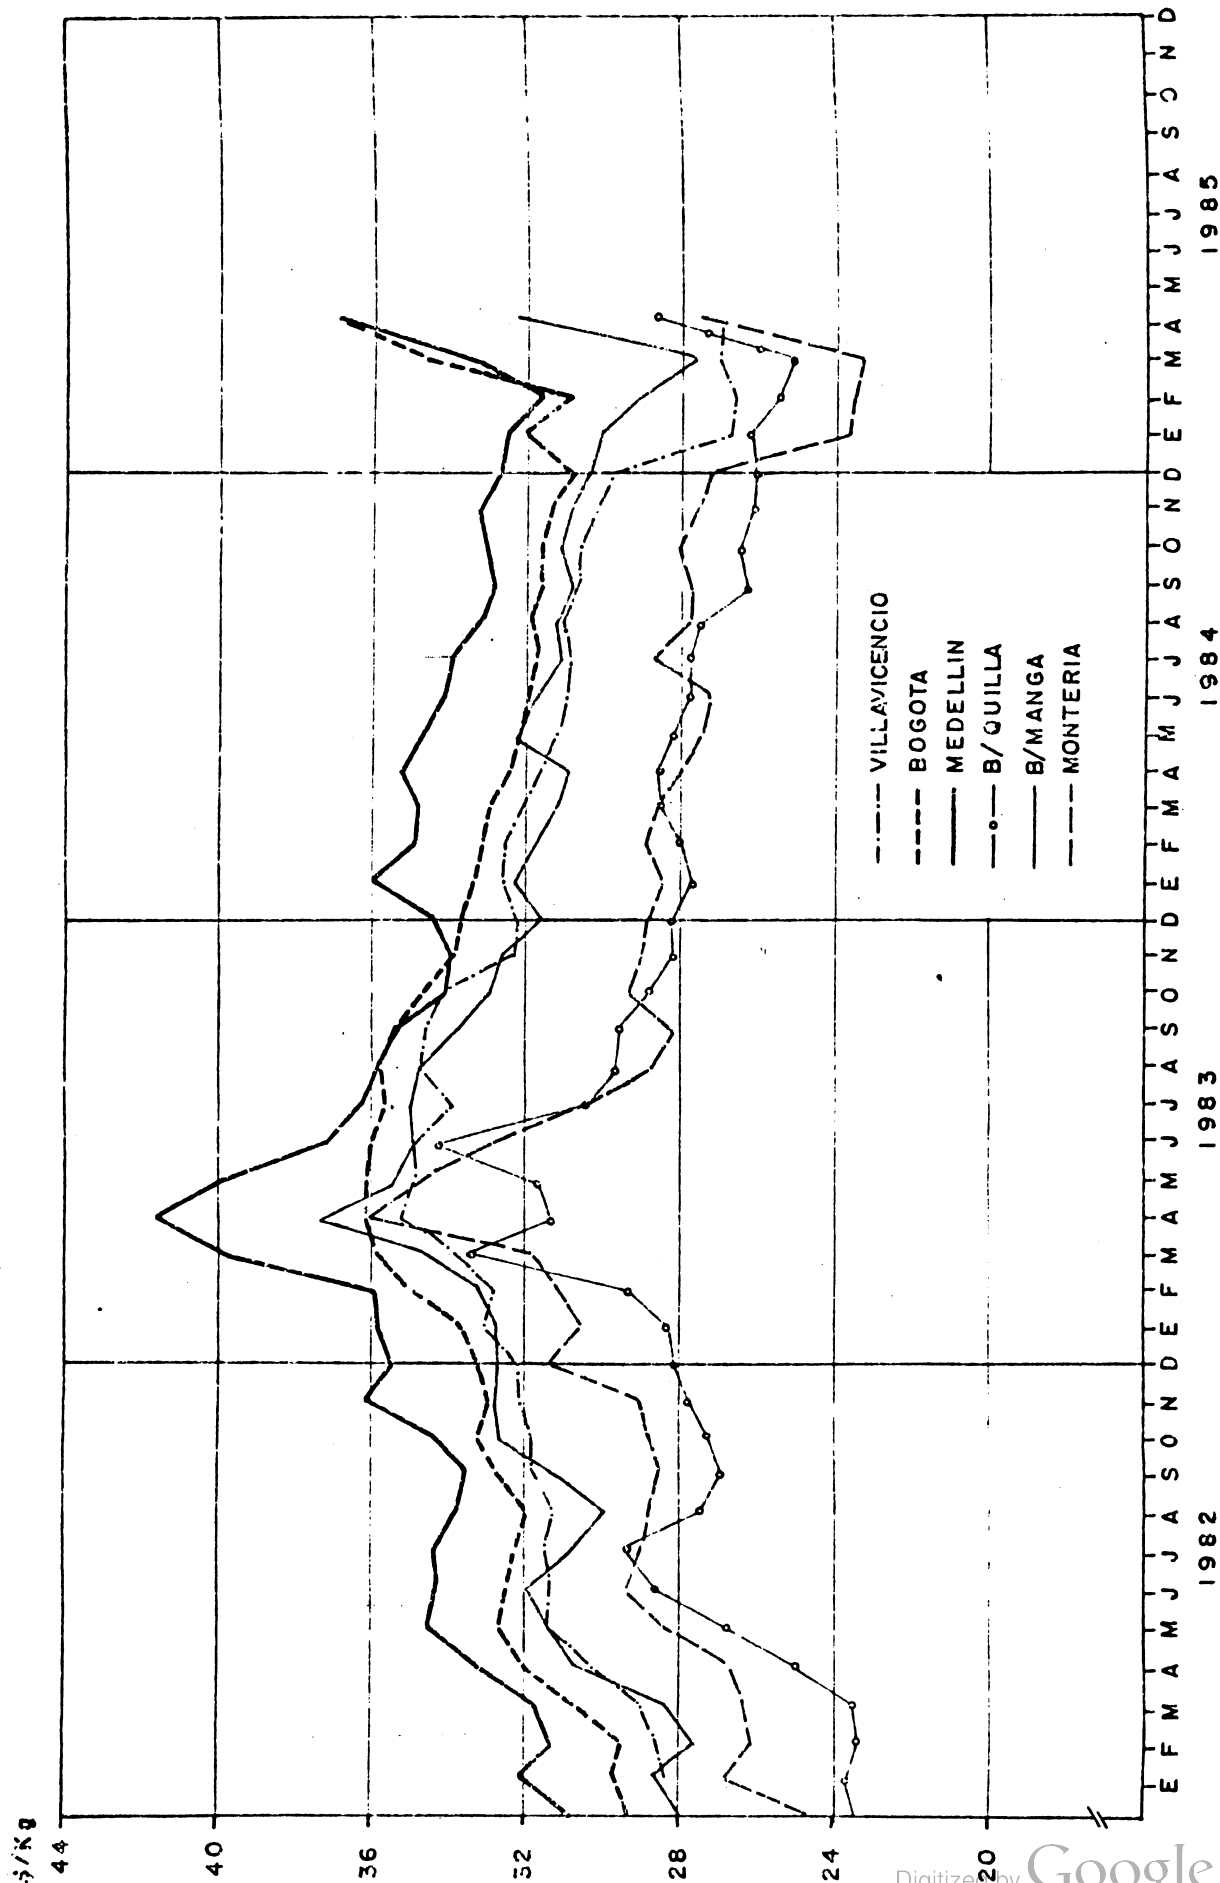 $/Kg
44
40
36
32
28
24
20
VILLAVICENCIO
BOGOTA
MEDELLIN
B/QUILLA
B/MANGA
MONTERIA
E F M A M J J A S O N D E F M A M J J A S O N D E F M A M J J A S O N D E F M A M J J A S O N D
1982 1983 1984 1985
Digitized by Google